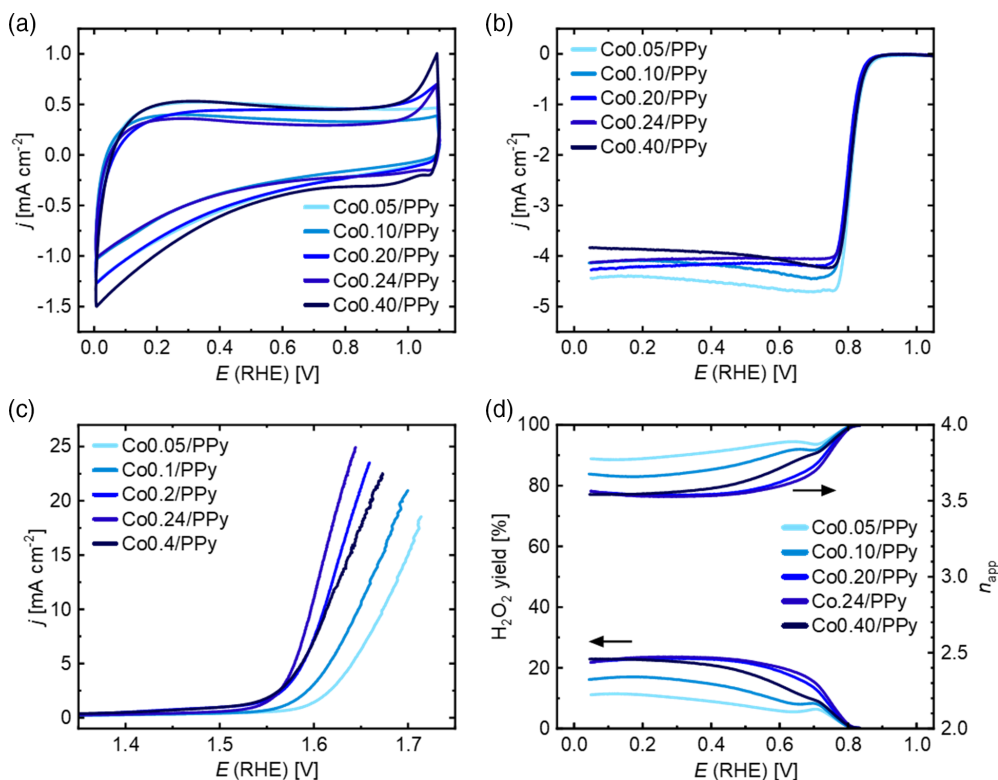 (a)
1.0
0.5
0.0
-0.5
-1.0
-1.5
j [mA cm-2]
Co0.05/PPy
Co0.10/PPy
Co0.20/PPy
Co0.24/PPy
Co0.40/PPy
0.0 0.2 0.4 0.6 0.8 1.0
E (RHE) [V]
(b)
0
-1
-2
-3
-4
-5
j [mA cm-2]
Co0.05/PPy
Co0.10/PPy
Co0.20/PPy
Co0.24/PPy
Co0.40/PPy
0.0 0.2 0.4 0.6 0.8 1.0
E (RHE) [V]
(c)
25
20
15
10
5
0
j [mA cm-2]
Co0.05/PPy
Co0.1/PPy
Co0.2/PPy
Co0.24/PPy
Co0.4/PPy
1.4 1.5 1.6 1.7
E (RHE) [V]
(d)
100
80
60
40
20
0
H2O2 yield [%]
4.0
3.5
3.0
2.5
2.0
napp
Co0.05/PPy
Co0.10/PPy
Co0.20/PPy
Co.24/PPy
Co0.40/PPy
0.0 0.2 0.4 0.6 0.8 1.0
E (RHE) [V]